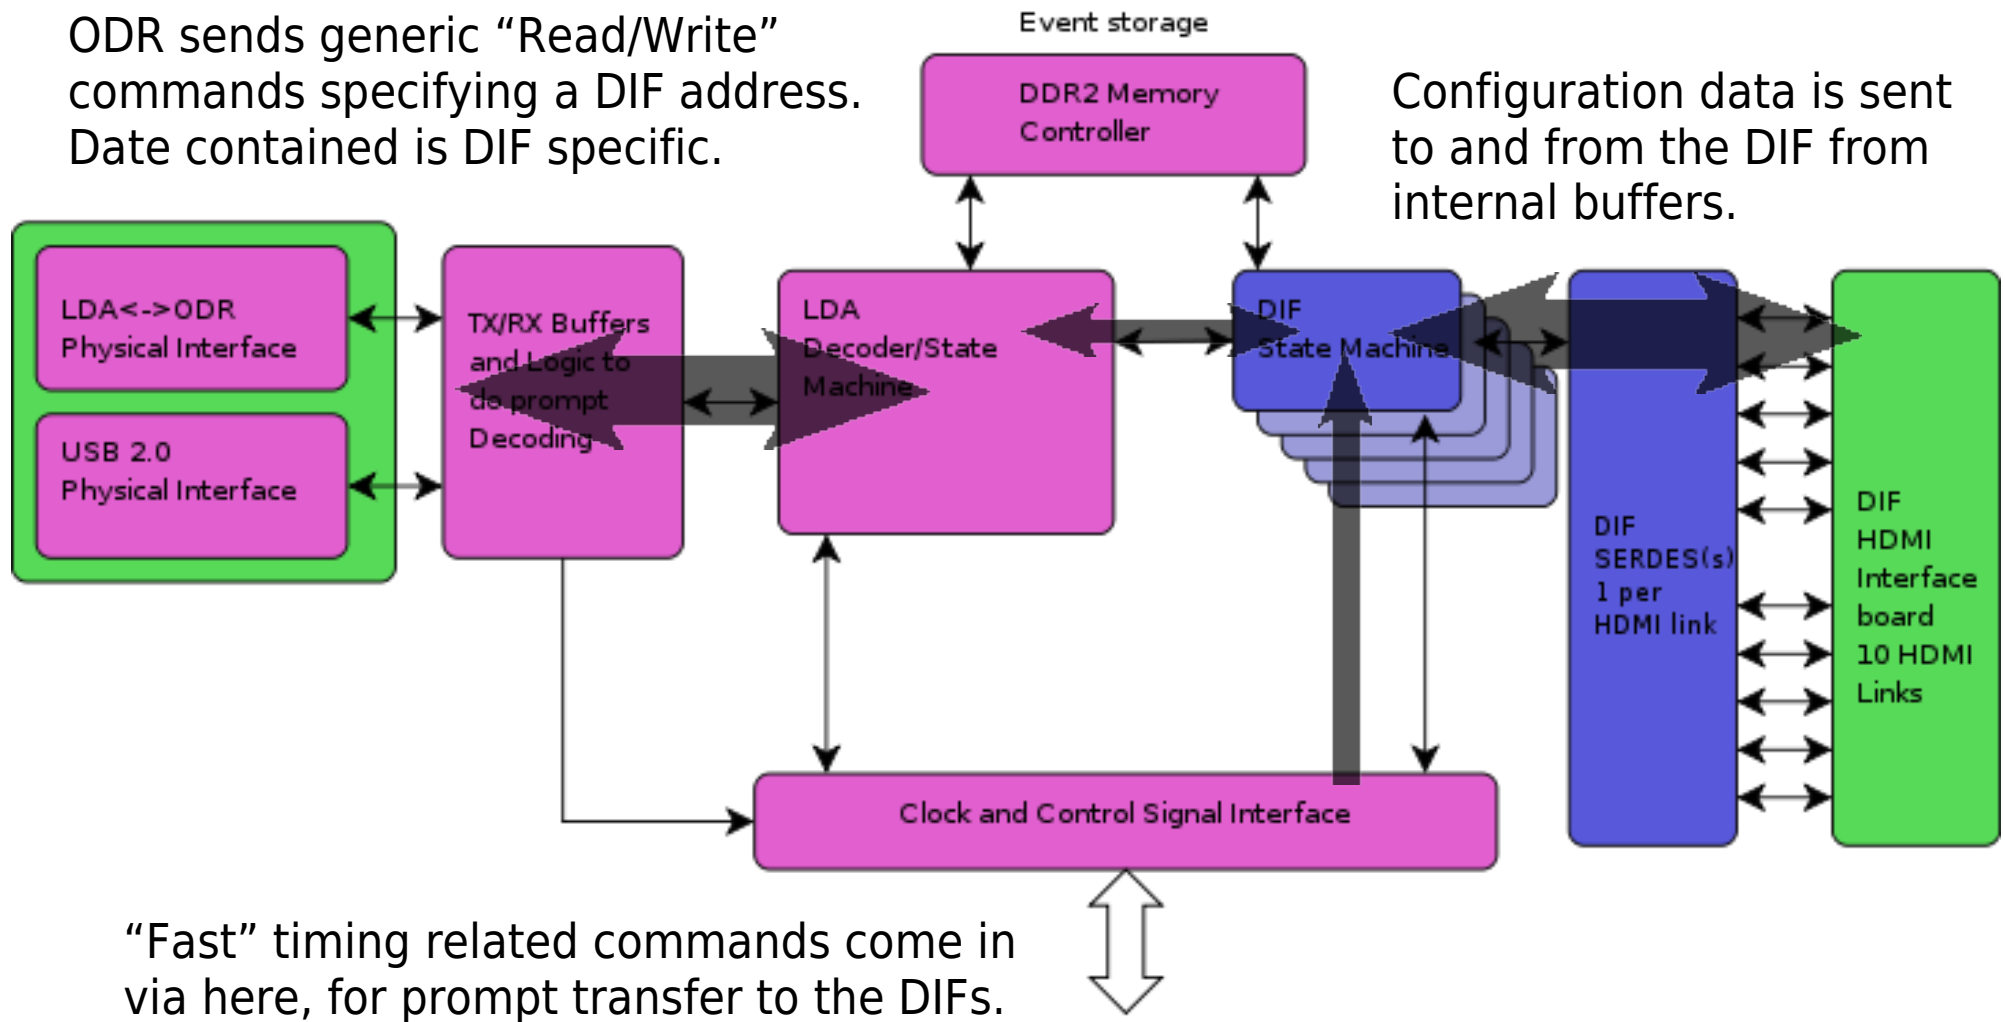 ODR sends generic “Read/Write”
commands specifying a DIF address.
Date contained is DIF specific.
Event storage
DDR2 Memory
Controller
Configuration data is sent
to and from the DIF from
internal buffers.
LDA<->ODR
Physical Interface
USB 2.0
Physical Interface
TX/RX Buffers
and Logic to
do prompt
Decoding
LDA
Decoder/State
Machine
DIF
State Machine
DIF
SERDES(s)
1 per
HDMI link
DIF
HDMI
Interface
board
10 HDMI
Links
Clock and Control Signal Interface
“Fast” timing related commands come in
via here, for prompt transfer to the DIFs.